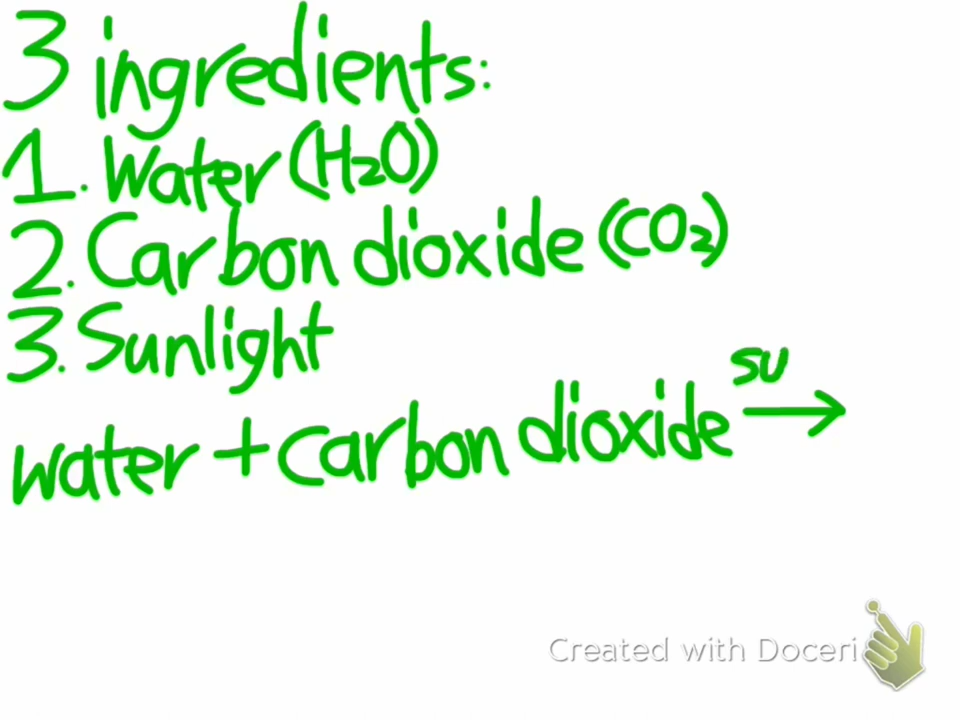 3 ingredients:
1. Water (H2O)
2. Carbon dioxide (CO2)
3. Sunlight
su
water + carbon dioxide →
Created with Doceri